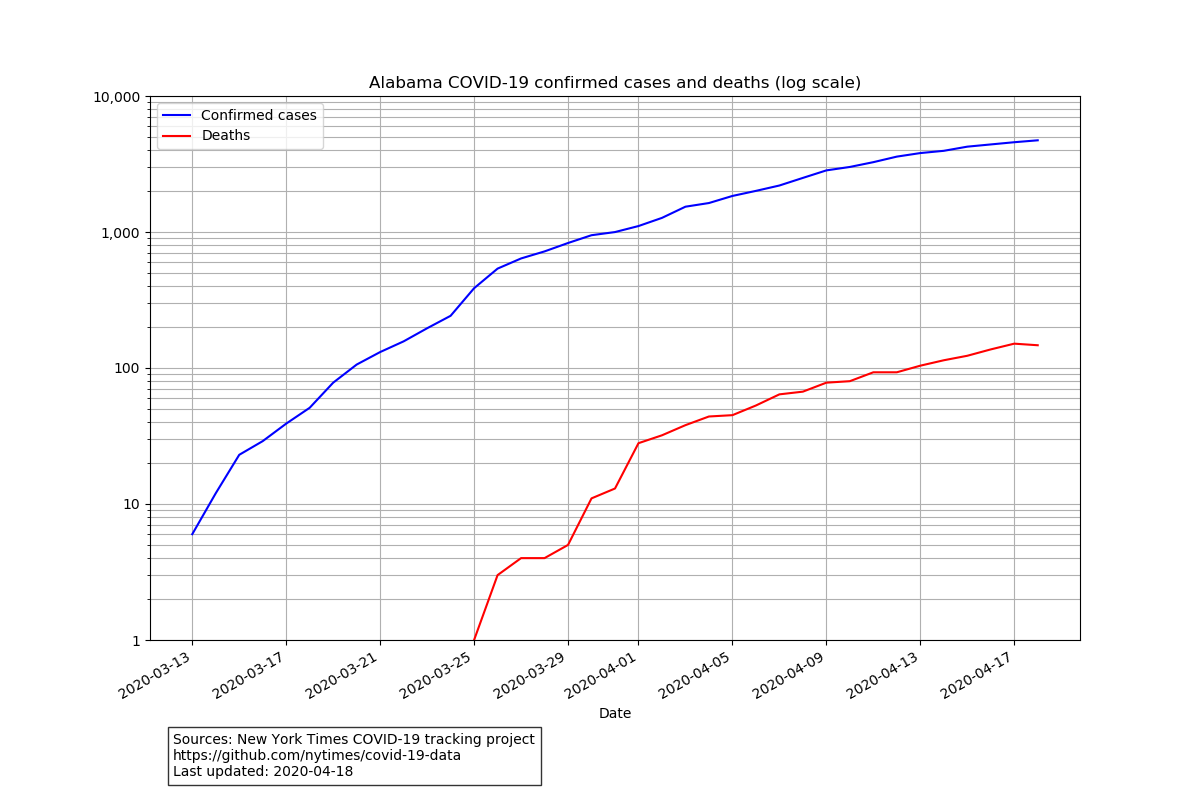 Alabama COVID-19 confirmed cases and deaths (log scale)
10,000
Confirmed cases
Deaths
1,000
100
10
1
2020-03-13
2020-03-17
2020-03-21
2020-03-25
2020-03-29
2020-04-01
2020-04-05
2020-04-09
2020-04-13
2020-04-17
Date
Sources: New York Times COVID-19 tracking project
https://github.com/nytimes/covid-19-data
Last updated: 2020-04-18